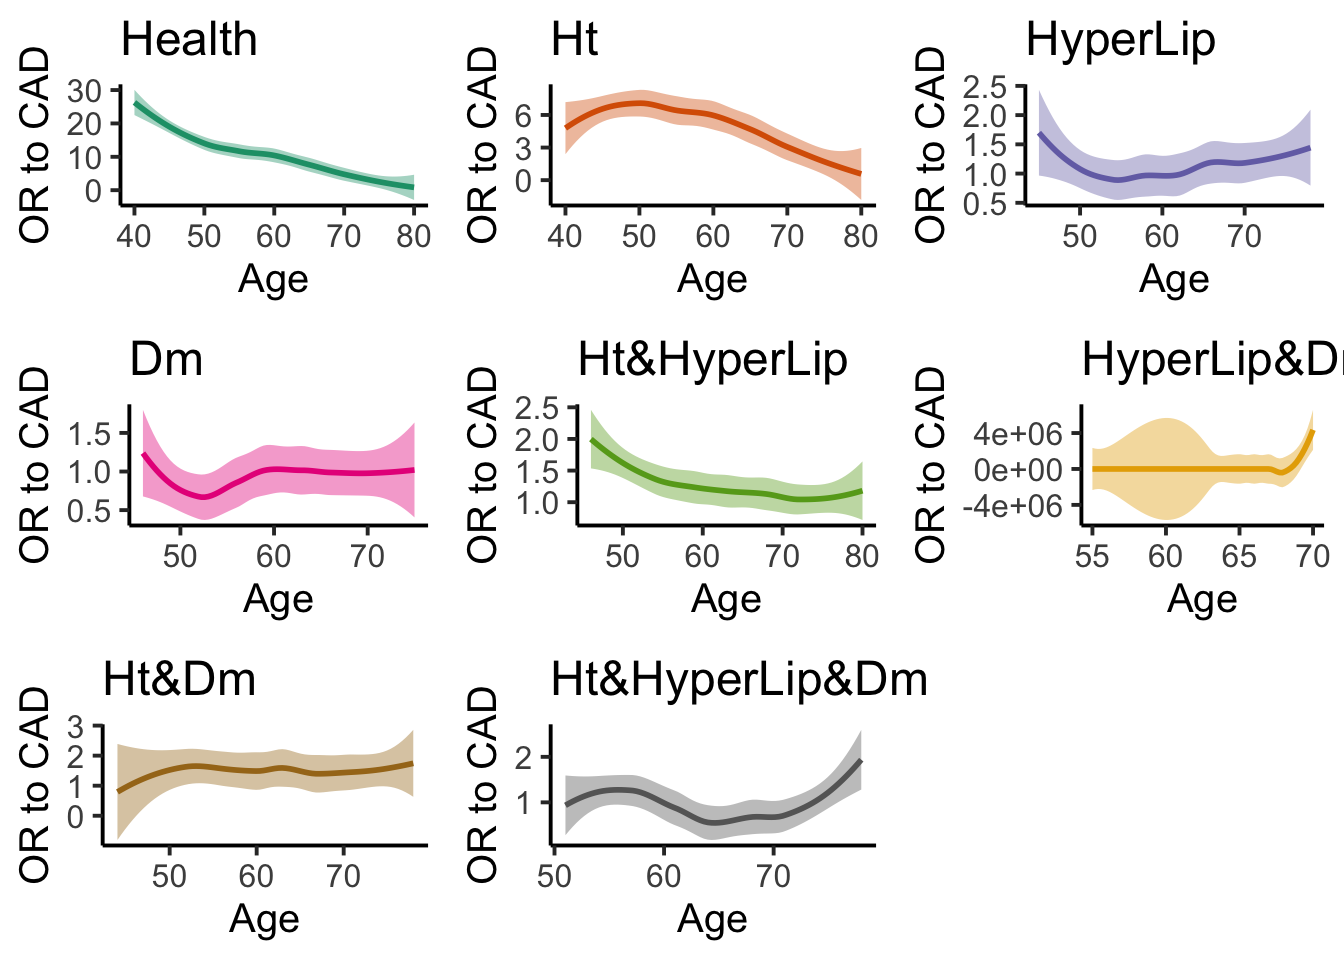 Health
OR to CAD
30
20
10
0
40 50 60 70 80
Age
Ht
OR to CAD
6
3
0
40 50 60 70 80
Age
HyperLip
OR to CAD
2.5
2.0
1.5
1.0
0.5
50 60 70
Age
Dm
OR to CAD
1.5
1.0
0.5
50 60 70
Age
Ht&HyperLip
OR to CAD
2.5
2.0
1.5
1.0
50 60 70 80
Age
HyperLip&D
OR to CAD
4e+06
0e+00
-4e+06
55 60 65 70
Age
Ht&Dm
OR to CAD
3
2
1
0
50 60 70
Age
Ht&HyperLip&Dm
OR to CAD
2
1
50 60 70
Age